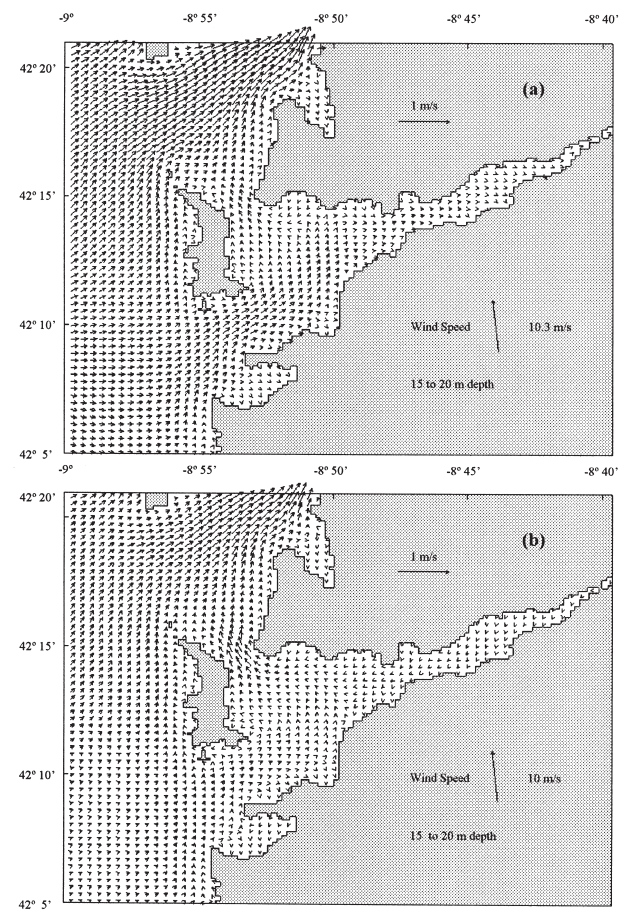 -9° -8° 55' -8° 50' -8° 45' -8° 40'
42° 20'
(a)
1 m/s
42° 15'
42° 10'
Wind Speed 10.3 m/s
15 to 20 m depth
42° 5'
-9° -8° 55' -8° 50' -8° 45' -8° 40'
42° 20'
(b)
1 m/s
42° 15'
42° 10'
Wind Speed 10 m/s
15 to 20 m depth
42° 5'